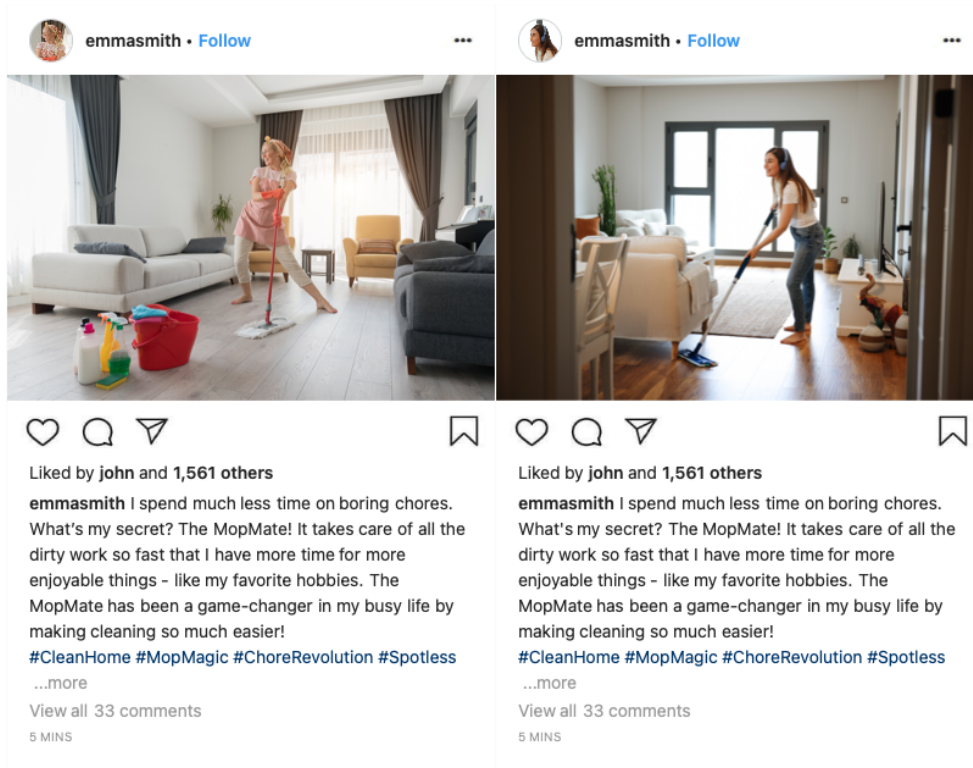 emmasmith • Follow
Liked by john and 1,561 others
emmasmith I spend much less time on boring chores.
What’s my secret? The MopMate! It takes care of all the
dirty work so fast that I have more time for more
enjoyable things - like my favorite hobbies. The
MopMate has been a game-changer in my busy life by
making cleaning so much easier!
#CleanHome #MopMagic #ChoreRevolution #Spotless
...more
View all 33 comments
5 MINS
emmasmith • Follow
Liked by john and 1,561 others
emmasmith I spend much less time on boring chores.
What's my secret? The MopMate! It takes care of all the
dirty work so fast that I have more time for more
enjoyable things - like my favorite hobbies. The
MopMate has been a game-changer in my busy life by
making cleaning so much easier!
#CleanHome #MopMagic #ChoreRevolution #Spotless
...more
View all 33 comments
5 MINS